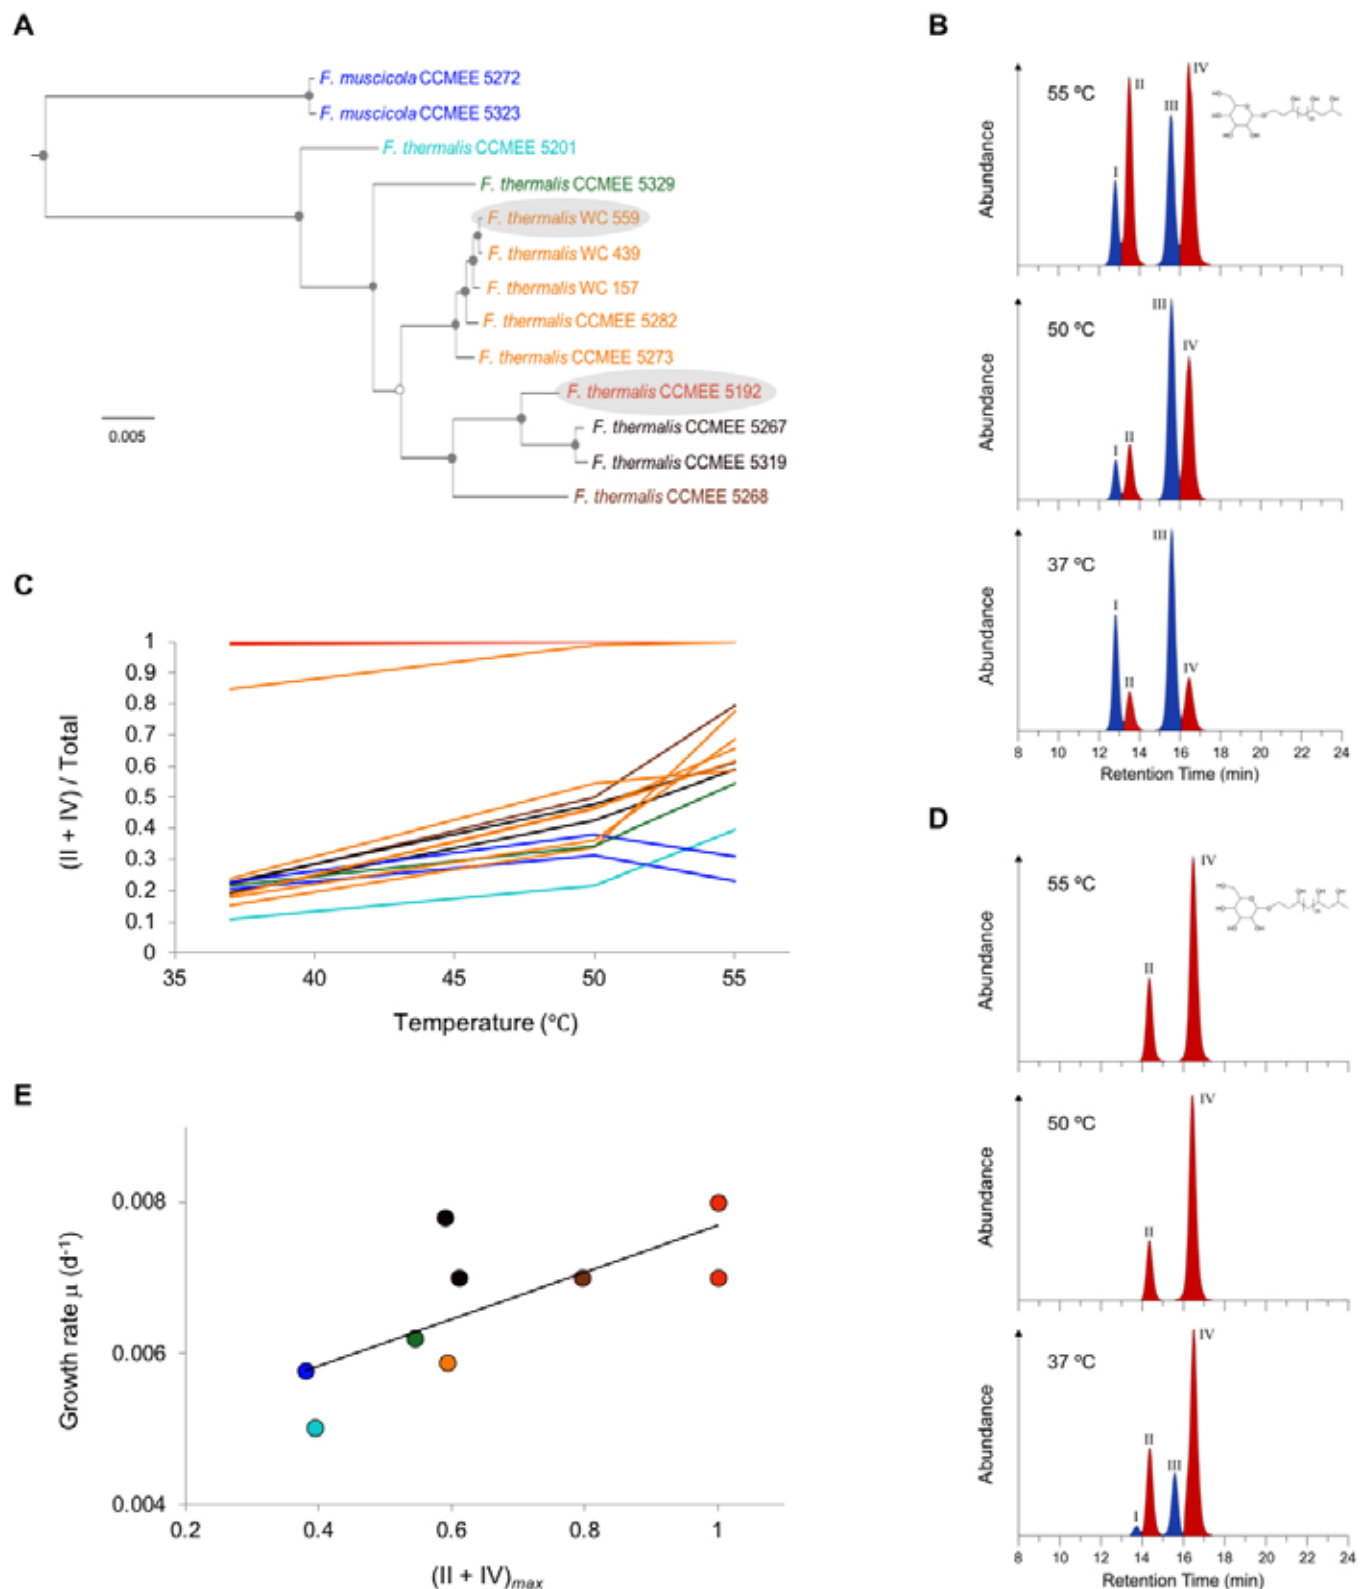 A
F. muscicola CCMEE 5272
F. muscicola CCMEE 5323
F. thermalis CCMEE 5201
F. thermalis CCMEE 5329
F. thermalis WC 559
F. thermalis WC 439
F. thermalis WC 157
F. thermalis CCMEE 5282
F. thermalis CCMEE 5273
F. thermalis CCMEE 5192
F. thermalis CCMEE 5267
F. thermalis CCMEE 5319
F. thermalis CCMEE 5268
0.005
B
55 ºC
I
II
III
IV
Abundance
50 ºC
I
II
III
IV
Abundance
37 ºC
I
II
III
IV
Abundance
8 10 12 14 16 18 20 22 24
Retention Time (min)
C
1
0.9
0.8
0.7
0.6
0.5
0.4
0.3
0.2
0.1
0
(II + IV) / Total
35 40 45 50 55
Temperature (℃)
D
55 ºC
II
IV
Abundance
50 ºC
II
IV
Abundance
37 ºC
I
II
III
IV
Abundance
8 10 12 14 16 18 20 22 24
Retention Time (min)
E
0.008
0.006
0.004
Growth rate μ (d⁻¹)
0.2 0.4 0.6 0.8 1
(II + IV)max